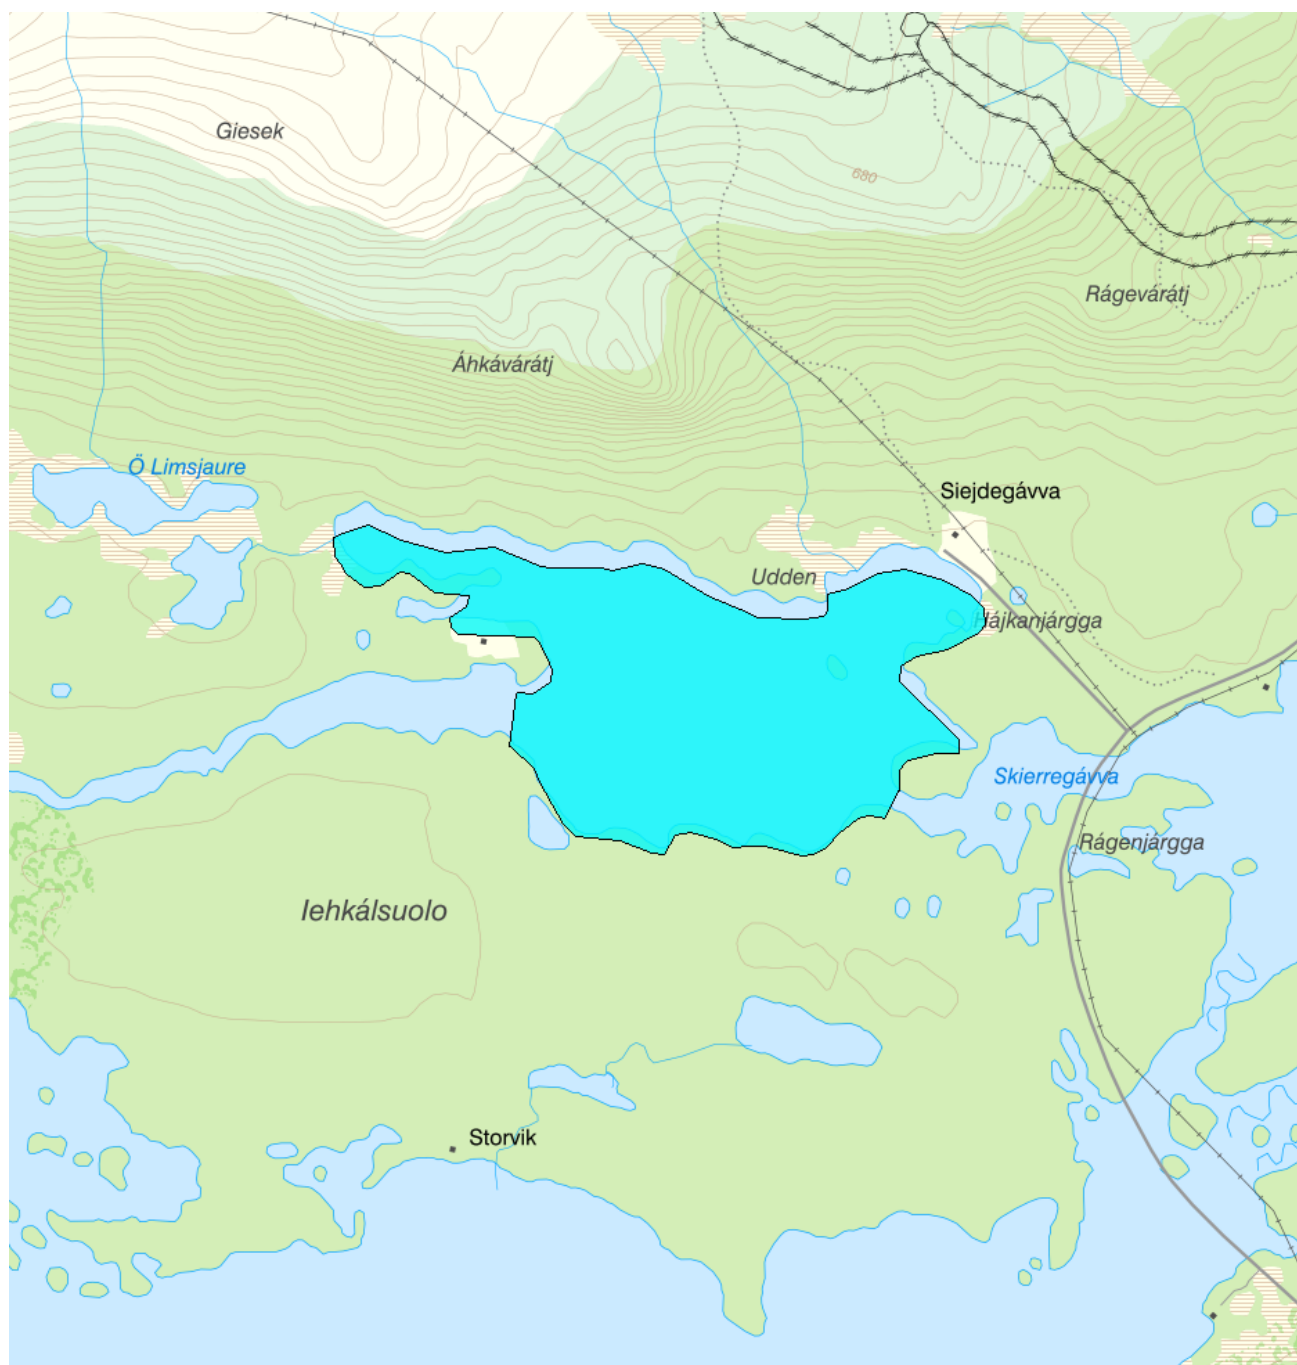 Giesek
680
Rágevárátj
Áhkávárátj
Ö Limsjaure
Siejdegávva
Udden
Hájkanjárgga
Skierregávva
Rágenjárgga
Iehkálsuolo
Storvik